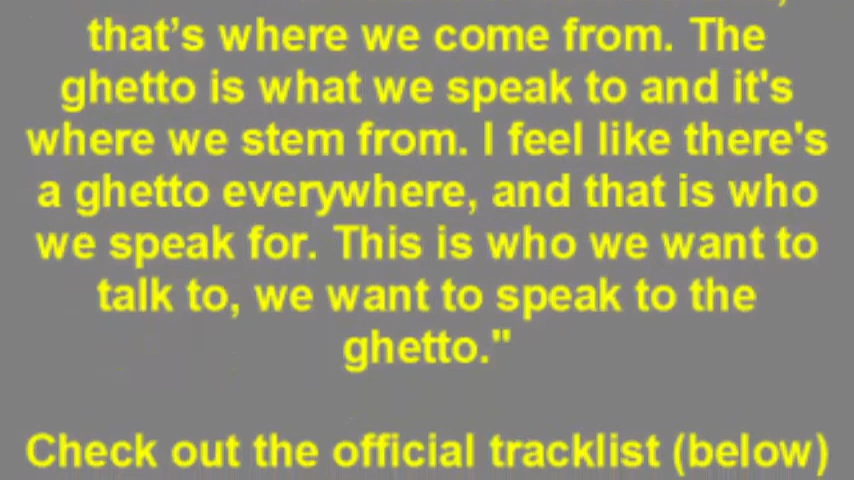 that’s where we come from. The
ghetto is what we speak to and it's
where we stem from. I feel like there's
a ghetto everywhere, and that is who
we speak for. This is who we want to
talk to, we want to speak to the
ghetto."
Check out the official tracklist (below)